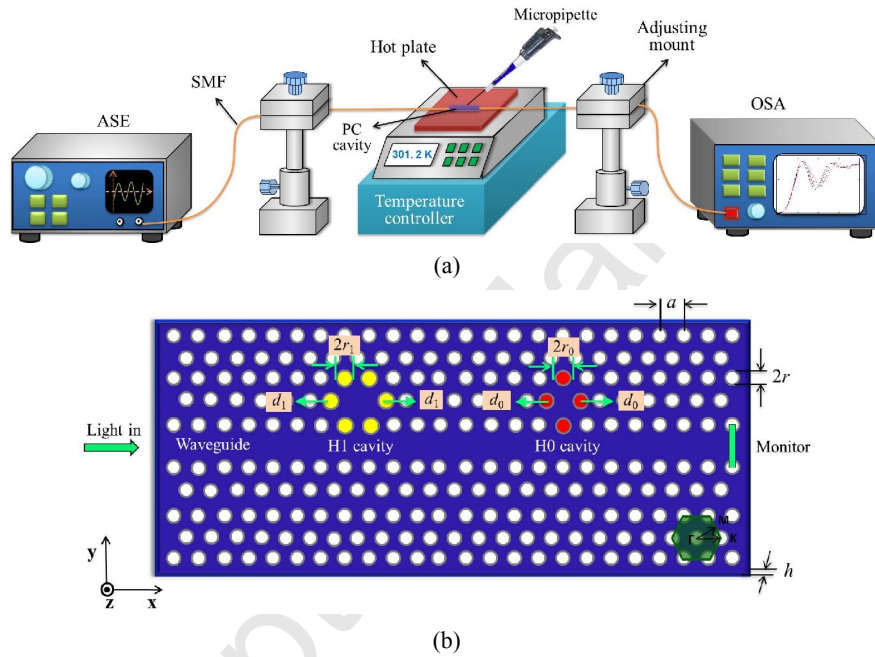 Micropipette
Hot plate
Adjusting mount
SMF
ASE
PC cavity
OSA
301. 2 K
Temperature controller
(a)
a
2r₁
2r₀
2r
d₁
d₁
d₀
d₀
Light in
Waveguide
H1 cavity
H0 cavity
Monitor
M
Γ
K
y
h
z
x
(b)